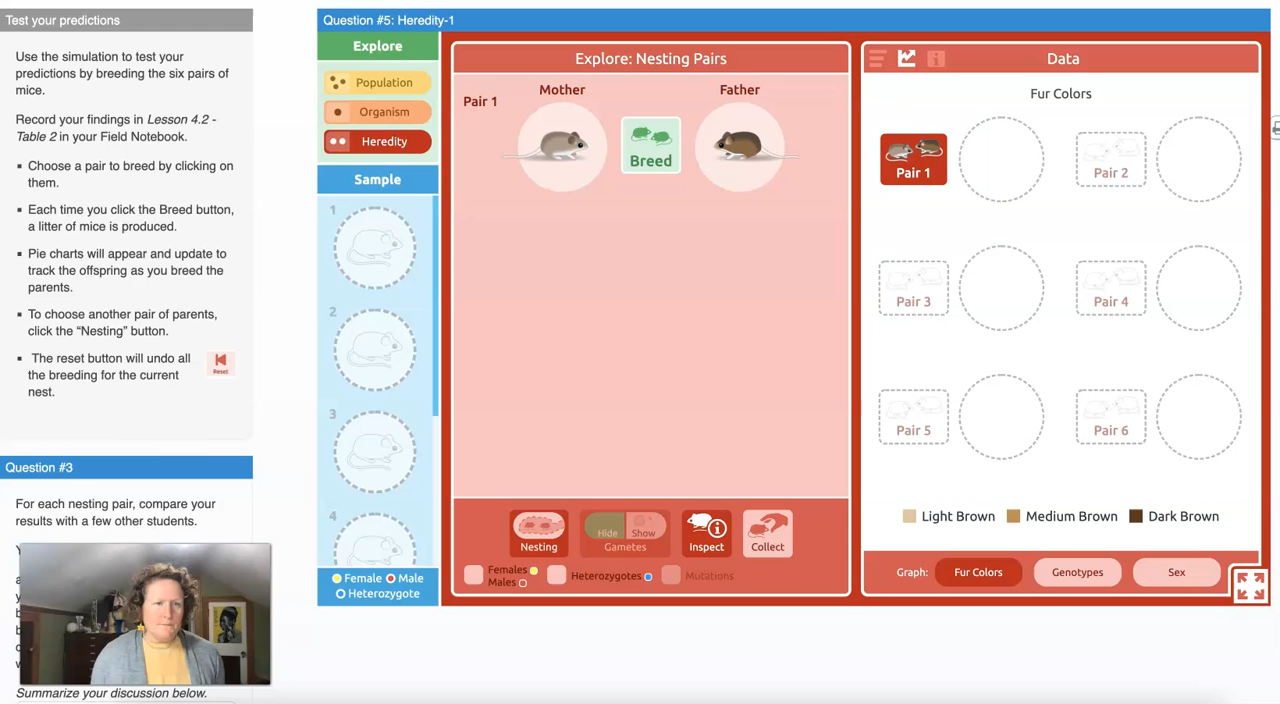 Test your predictions
Use the simulation to test your
predictions by breeding the six pairs of
mice.
Record your findings in Lesson 4.2 -
Table 2 in your Field Notebook.
▪ Choose a pair to breed by clicking on
them.
▪ Each time you click the Breed button,
a litter of mice is produced.
▪ Pie charts will appear and update to
track the offspring as you breed the
parents.
▪ To choose another pair of parents,
click the “Nesting” button.
▪ The reset button will undo all
the breeding for the current
nest.
Reset
Question #3
For each nesting pair, compare your
results with a few other students.
Summarize your discussion below.
Question #5: Heredity-1
Explore
Population
Organism
Heredity
Sample
1
2
3
4
Female Male
Heterozygote
Explore: Nesting Pairs
Mother
Father
Pair 1
Breed
Nesting
Hide
Show
Gametes
Inspect
Collect
Females
Males
Heterozygotes
Mutations
Data
Fur Colors
Pair 1
Pair 2
Pair 3
Pair 4
Pair 5
Pair 6
Light Brown Medium Brown Dark Brown
Graph: Fur Colors Genotypes Sex